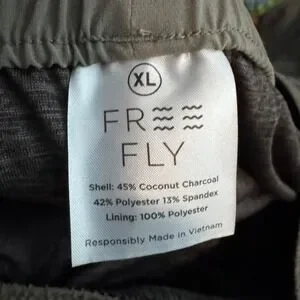 XL
FREE
FLY
Shell: 45% Coconut Charcoal
42% Polyester 13% Spandex
Lining: 100% Polyester
Responsibly Made in Vietnam